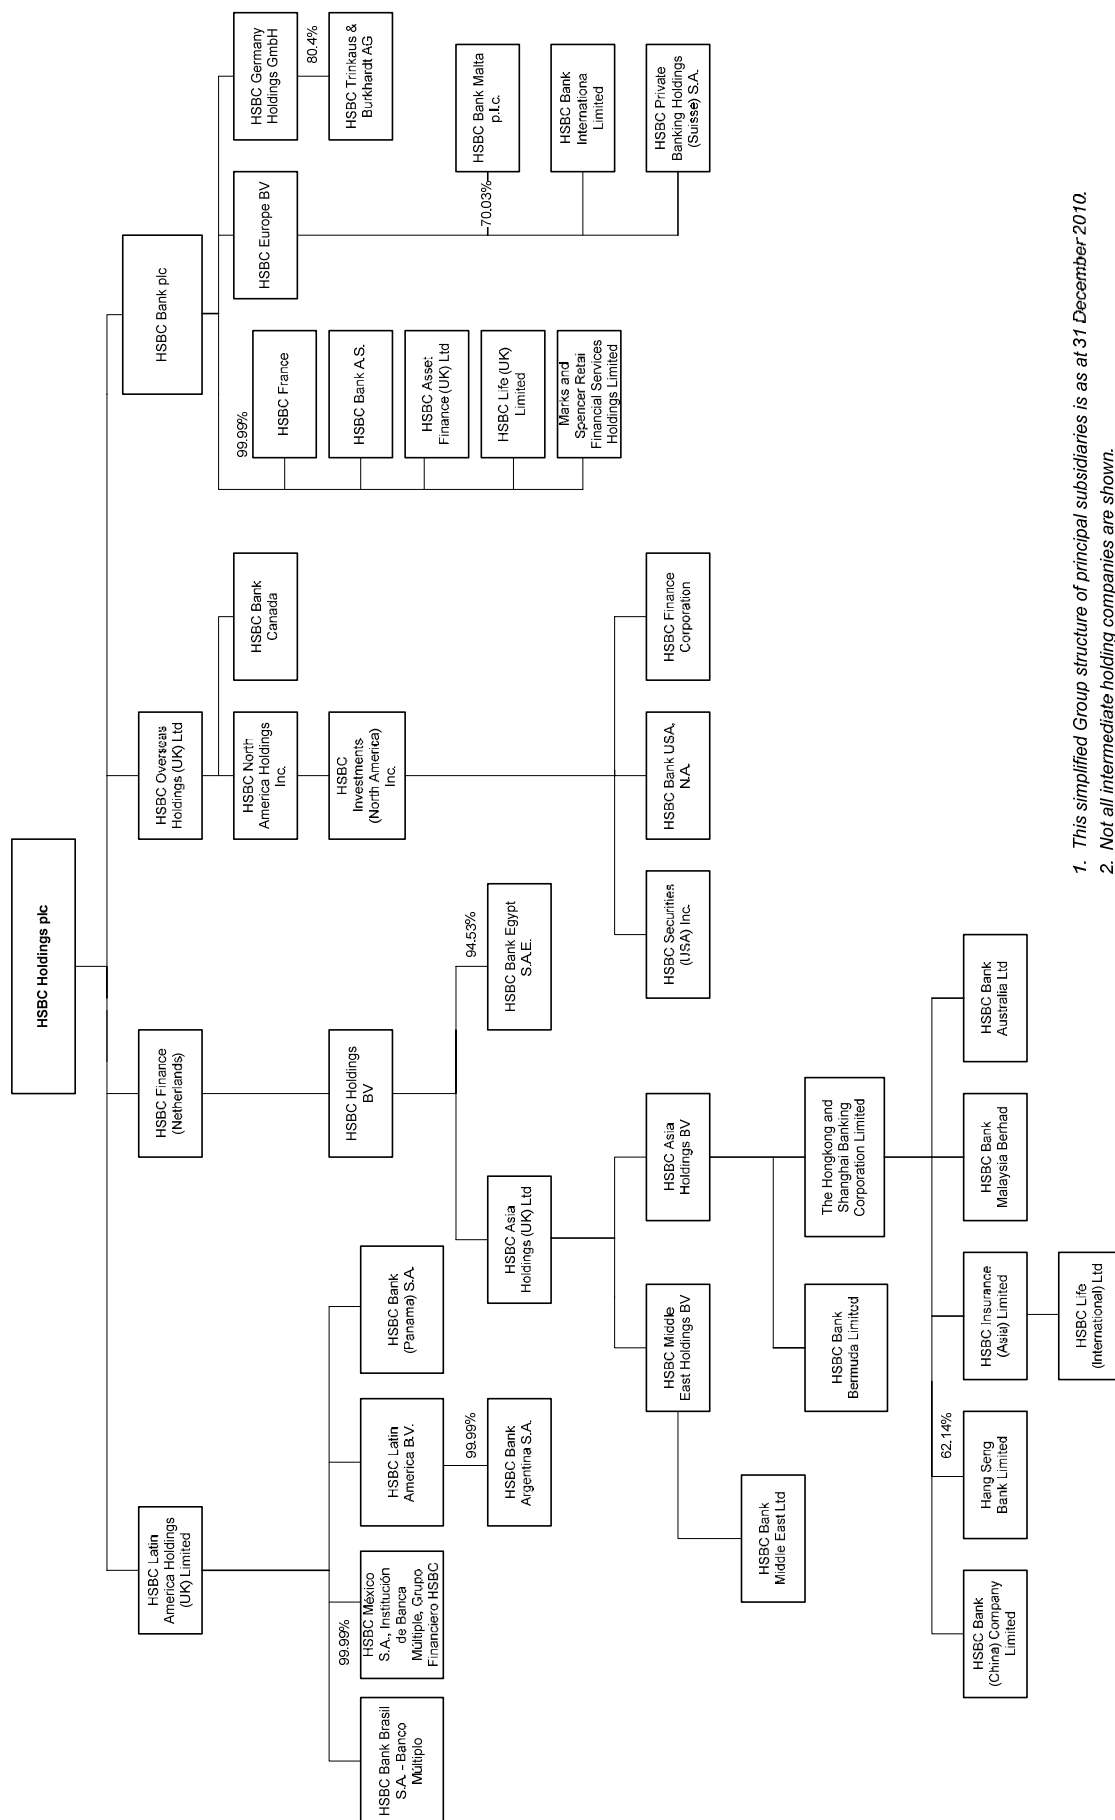 HSBC Holdings plc
HSBC Latin
America Holdings
(UK) Limited
HSBC Finance
(Netherlands)
HSBC Overseas
Holdings (UK) Ltd
HSBC Bank plc
HSBC North
America Holdings
Inc.
HSBC Bank
Canada
HSBC Europe BV
HSBC Germany
Holdings GmbH
99.99%
80.4%
99.99%
HSBC Bank Brasil
S.A. - Banco
Múltiplo
HSBC México
S.A., Institución
de Banca
Múltiple, Grupo
Financiero HSBC
HSBC Latin
America B.V.
HSBC Bank
(Panama) S.A.
HSBC Holdings
BV
HSBC
Investments
(North America)
Inc.
HSBC France
HSBC Bank A.S.
HSBC Asset
Finance (UK) Ltd
HSBC Life (UK)
Limited
Marks and
Spencer Retai
Financial Services
Holdings Limited
HSBC Trinkaus &
Burkhardt AG
99.99%
94.53%
70.03%
HSBC Bank
Argentina S.A.
HSBC Asia
Holdings (UK) Ltd
HSBC Bank Egypt
S.A.E.
HSBC Bank Malta
p.l.c.
HSBC Bank
Internationa
Limited
HSBC Private
Banking Holdings
(Suisse) S.A.
HSBC Middle
East Holdings BV
HSBC Asia
Holdings BV
HSBC Securities
(USA) Inc.
HSBC Bank USA,
N.A.
HSBC Finance
Corporation
HSBC Bank
Middle East Ltd
HSBC Bank
Bermuda Limited
The Hongkong and
Shanghai Banking
Corporation Limited
62.14%
HSBC Bank
(China) Company
Limited
Hang Seng
Bank Limited
HSBC Insurance
(Asia) Limited
HSBC Bank
Malaysia Berhad
HSBC Bank
Australia Ltd
HSBC Life
(International) Ltd
1. This simplified Group structure of principal subsidiaries is as at 31 December 2010.
2. Not all intermediate holding companies are shown.